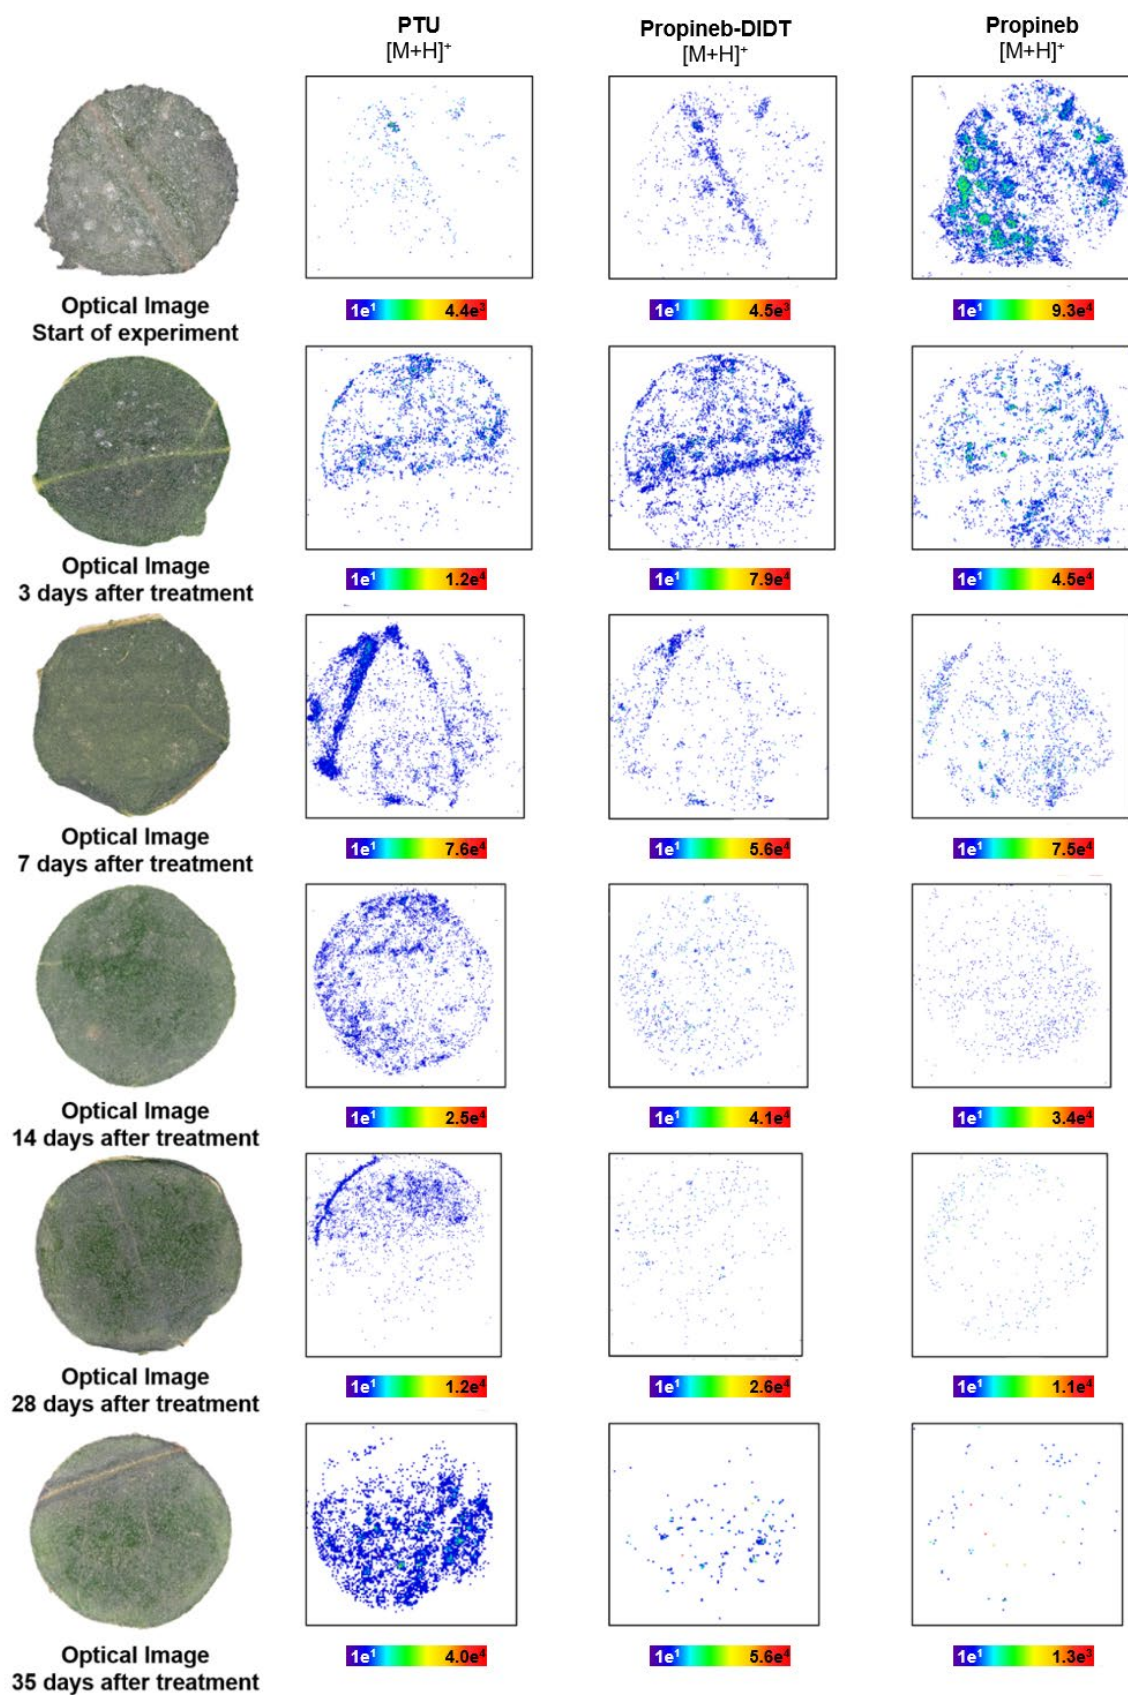 PTU
[M+H]⁺
Propineb-DIDT
[M+H]⁺
Propineb
[M+H]⁺
Optical Image
Start of experiment
1e¹ 4.4e³
1e¹ 4.5e³
1e¹ 9.3e⁴
Optical Image
3 days after treatment
1e¹ 1.2e⁴
1e¹ 7.9e⁴
1e¹ 4.5e⁴
Optical Image
7 days after treatment
1e¹ 7.6e⁴
1e¹ 5.6e⁴
1e¹ 7.5e⁴
Optical Image
14 days after treatment
1e¹ 2.5e⁴
1e¹ 4.1e⁴
1e¹ 3.4e⁴
Optical Image
28 days after treatment
1e¹ 1.2e⁴
1e¹ 2.6e⁴
1e¹ 1.1e⁴
Optical Image
35 days after treatment
1e¹ 4.0e⁴
1e¹ 5.6e⁴
1e¹ 1.3e³